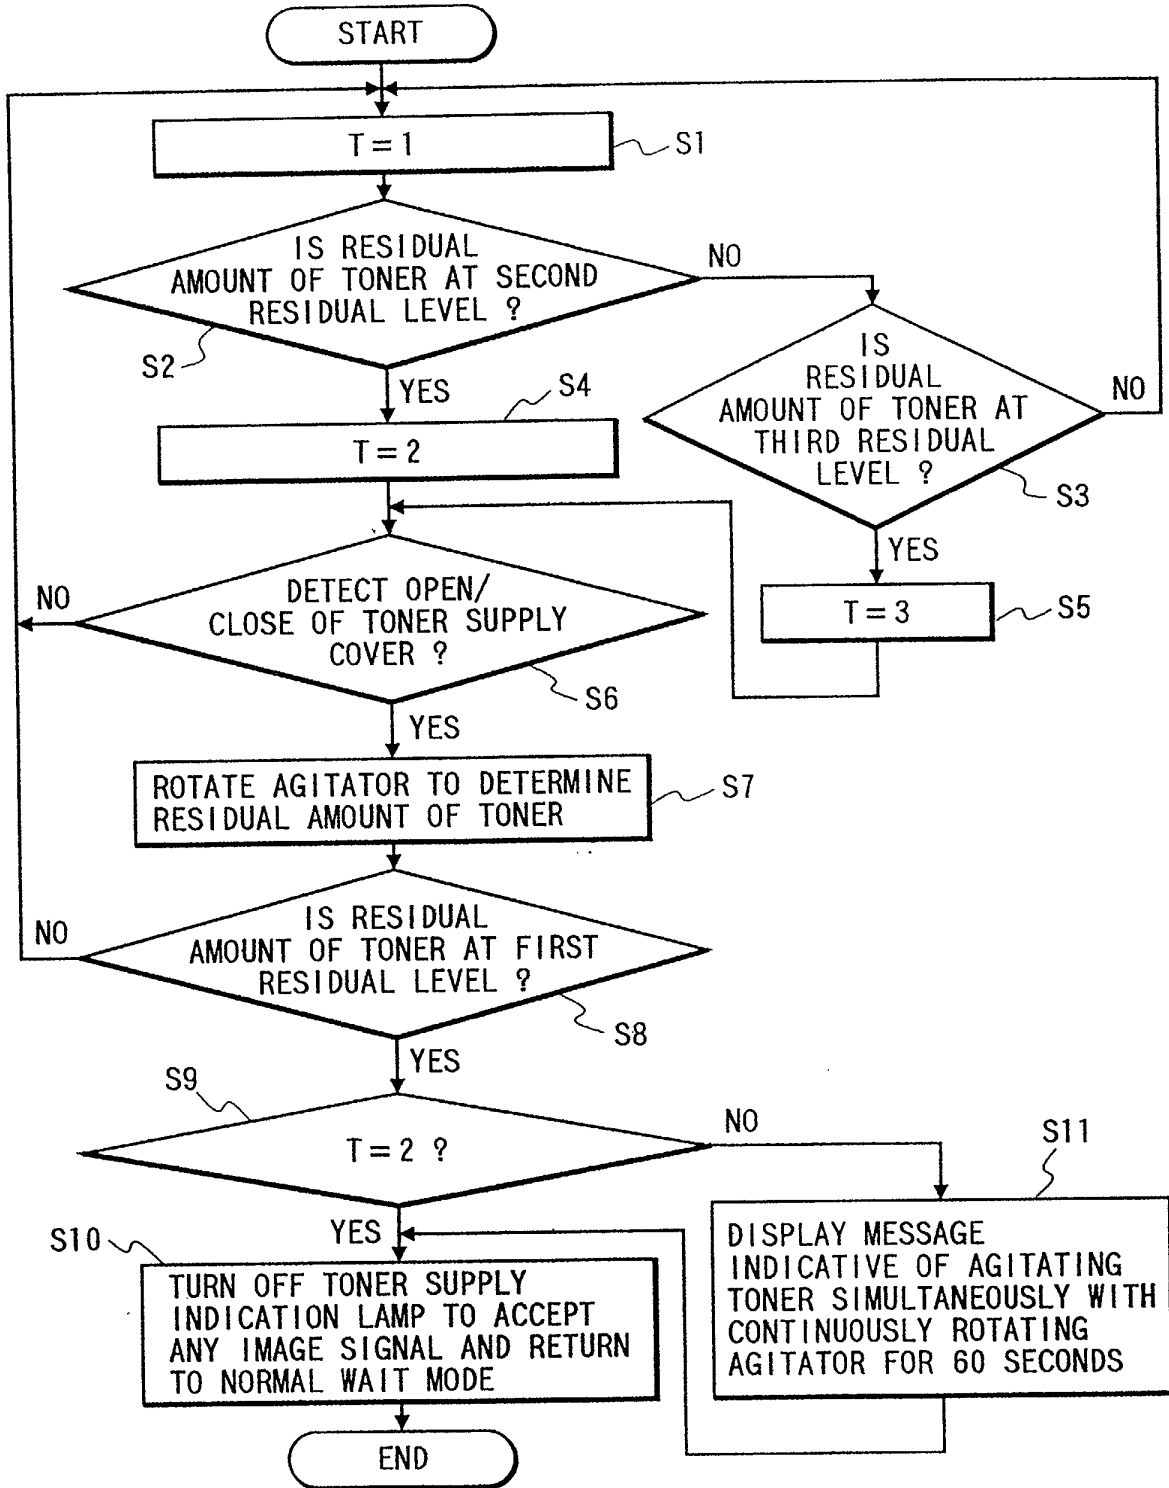 START
T=1
S1
IS RESIDUAL
AMOUNT OF TONER AT SECOND
RESIDUAL LEVEL ?
NO
S2
YES
S4
IS
RESIDUAL
AMOUNT OF TONER AT
THIRD RESIDUAL
LEVEL ?
NO
S3
T=2
YES
T=3
S5
DETECT OPEN/
CLOSE OF TONER SUPPLY
COVER ?
NO
S6
YES
ROTATE AGITATOR TO DETERMINE
RESIDUAL AMOUNT OF TONER
S7
IS RESIDUAL
AMOUNT OF TONER AT FIRST
RESIDUAL LEVEL ?
NO
S8
YES
S9
T=2 ?
NO
S11
YES
DISPLAY MESSAGE
INDICATIVE OF AGITATING
TONER SIMULTANEOUSLY WITH
CONTINUOUSLY ROTATING
AGITATOR FOR 60 SECONDS
S10
TURN OFF TONER SUPPLY
INDICATION LAMP TO ACCEPT
ANY IMAGE SIGNAL AND RETURN
TO NORMAL WAIT MODE
END